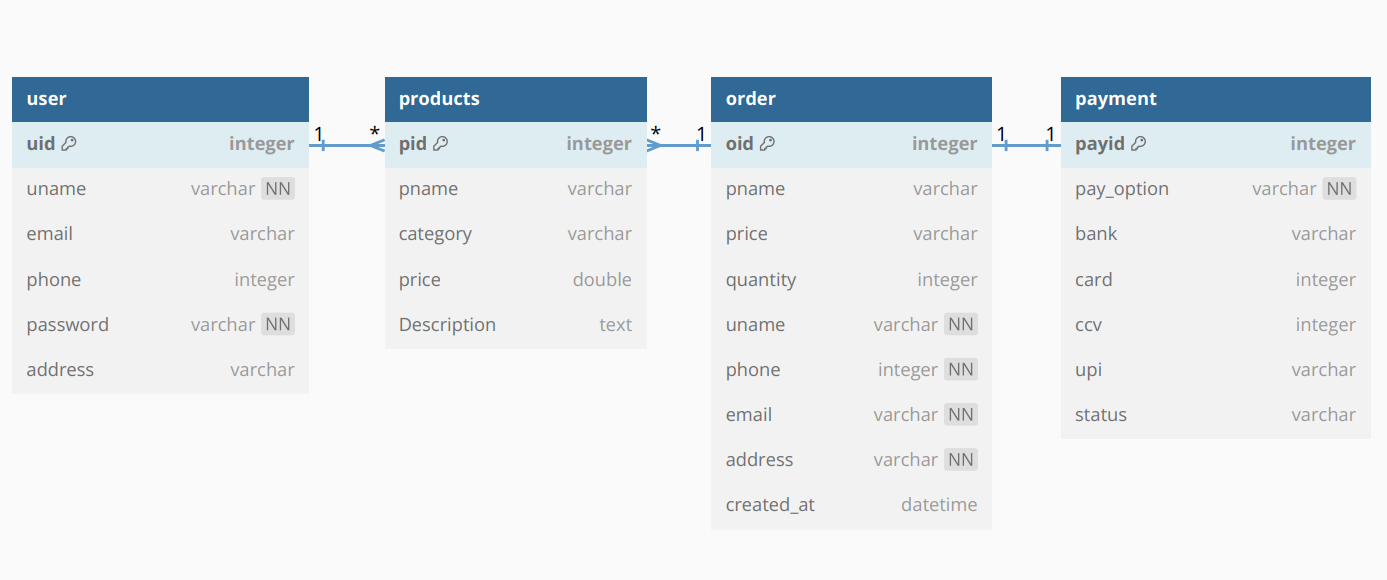 user
uid integer
uname varchar NN
email varchar
phone integer
password varchar NN
address varchar
1 *
products
pid integer
pname varchar
category varchar
price double
Description text
* 1
order
oid integer
pname varchar
price varchar
quantity integer
uname varchar NN
phone integer NN
email varchar NN
address varchar NN
created_at datetime
1 1
payment
payid integer
pay_option varchar NN
bank varchar
card integer
ccv integer
upi varchar
status varchar